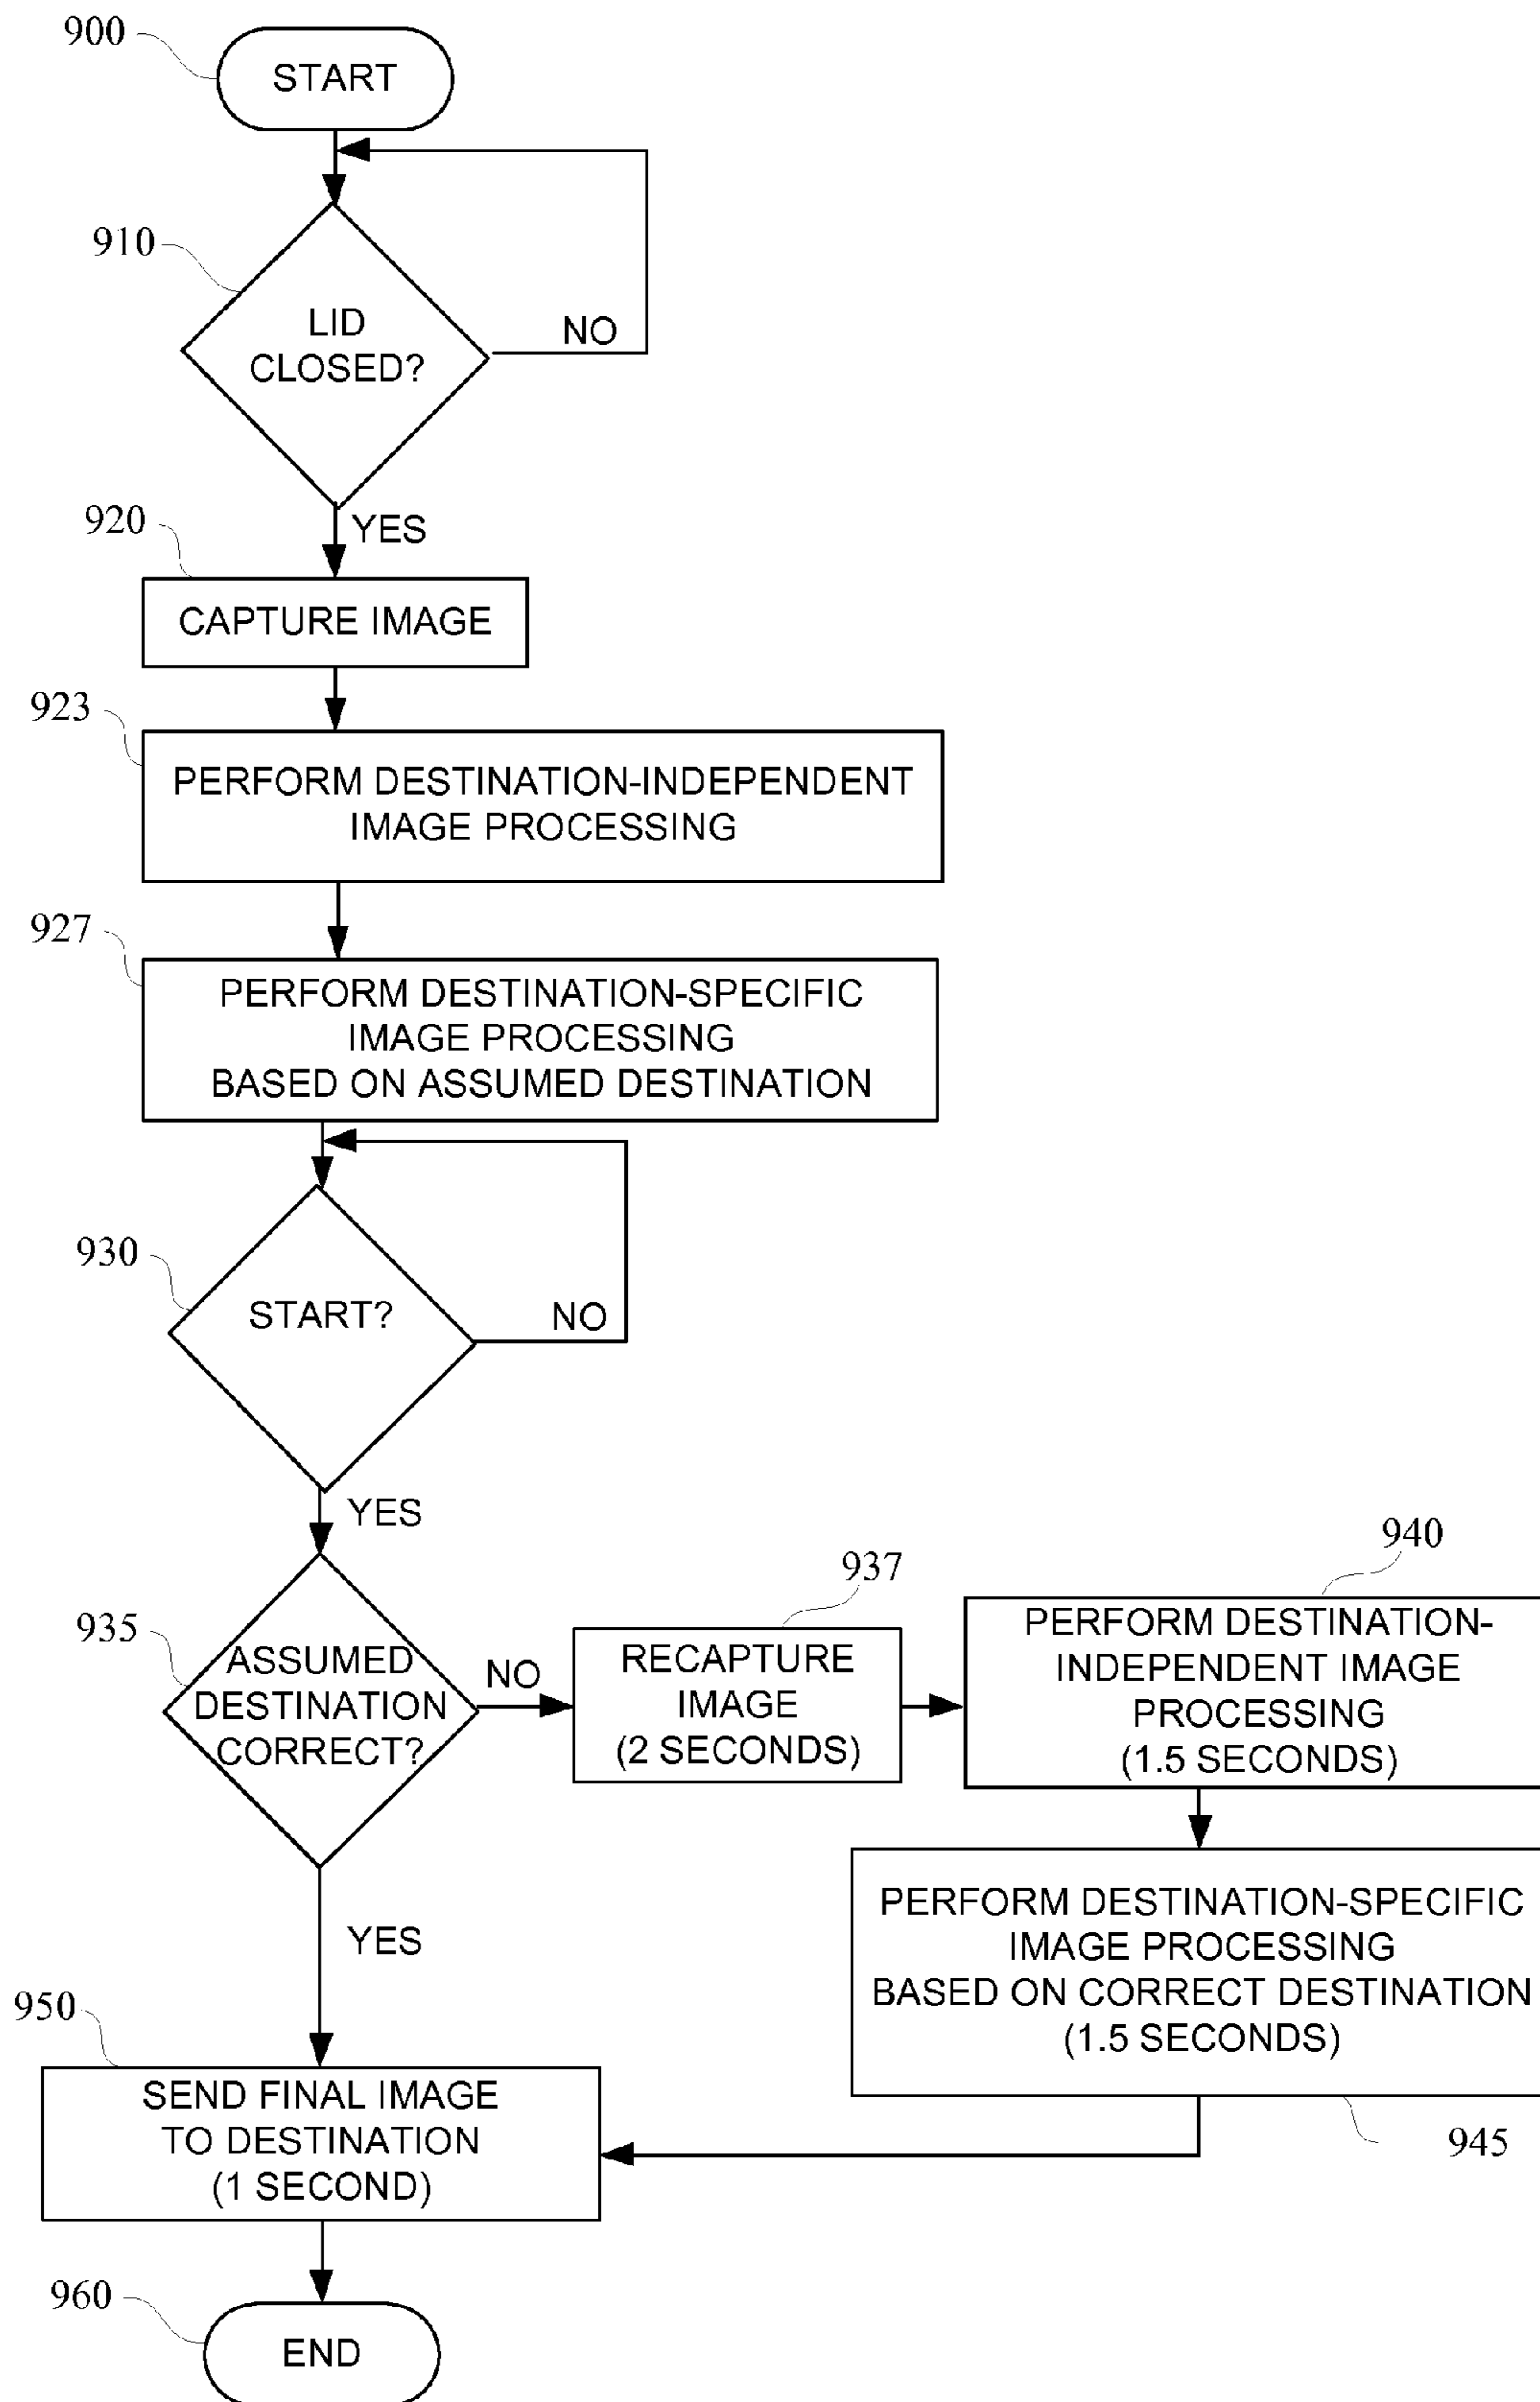 900
START
910
LID
CLOSED?
NO
YES
920
CAPTURE IMAGE
923
PERFORM DESTINATION-INDEPENDENT
IMAGE PROCESSING
927
PERFORM DESTINATION-SPECIFIC
IMAGE PROCESSING
BASED ON ASSUMED DESTINATION
930
START?
NO
YES
935
ASSUMED
DESTINATION
CORRECT?
NO
937
RECAPTURE
IMAGE
(2 SECONDS)
940
PERFORM DESTINATION-
INDEPENDENT IMAGE
PROCESSING
(1.5 SECONDS)
PERFORM DESTINATION-SPECIFIC
IMAGE PROCESSING
BASED ON CORRECT DESTINATION
(1.5 SECONDS)
945
YES
950
SEND FINAL IMAGE
TO DESTINATION
(1 SECOND)
960
END